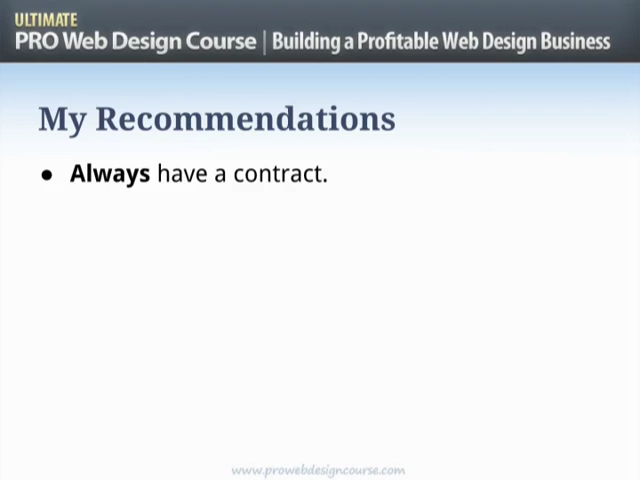 ULTIMATE
PRO Web Design Course | Building a Profitable Web Design Business
My Recommendations
● Always have a contract.
www.prowebdesigncourse.com